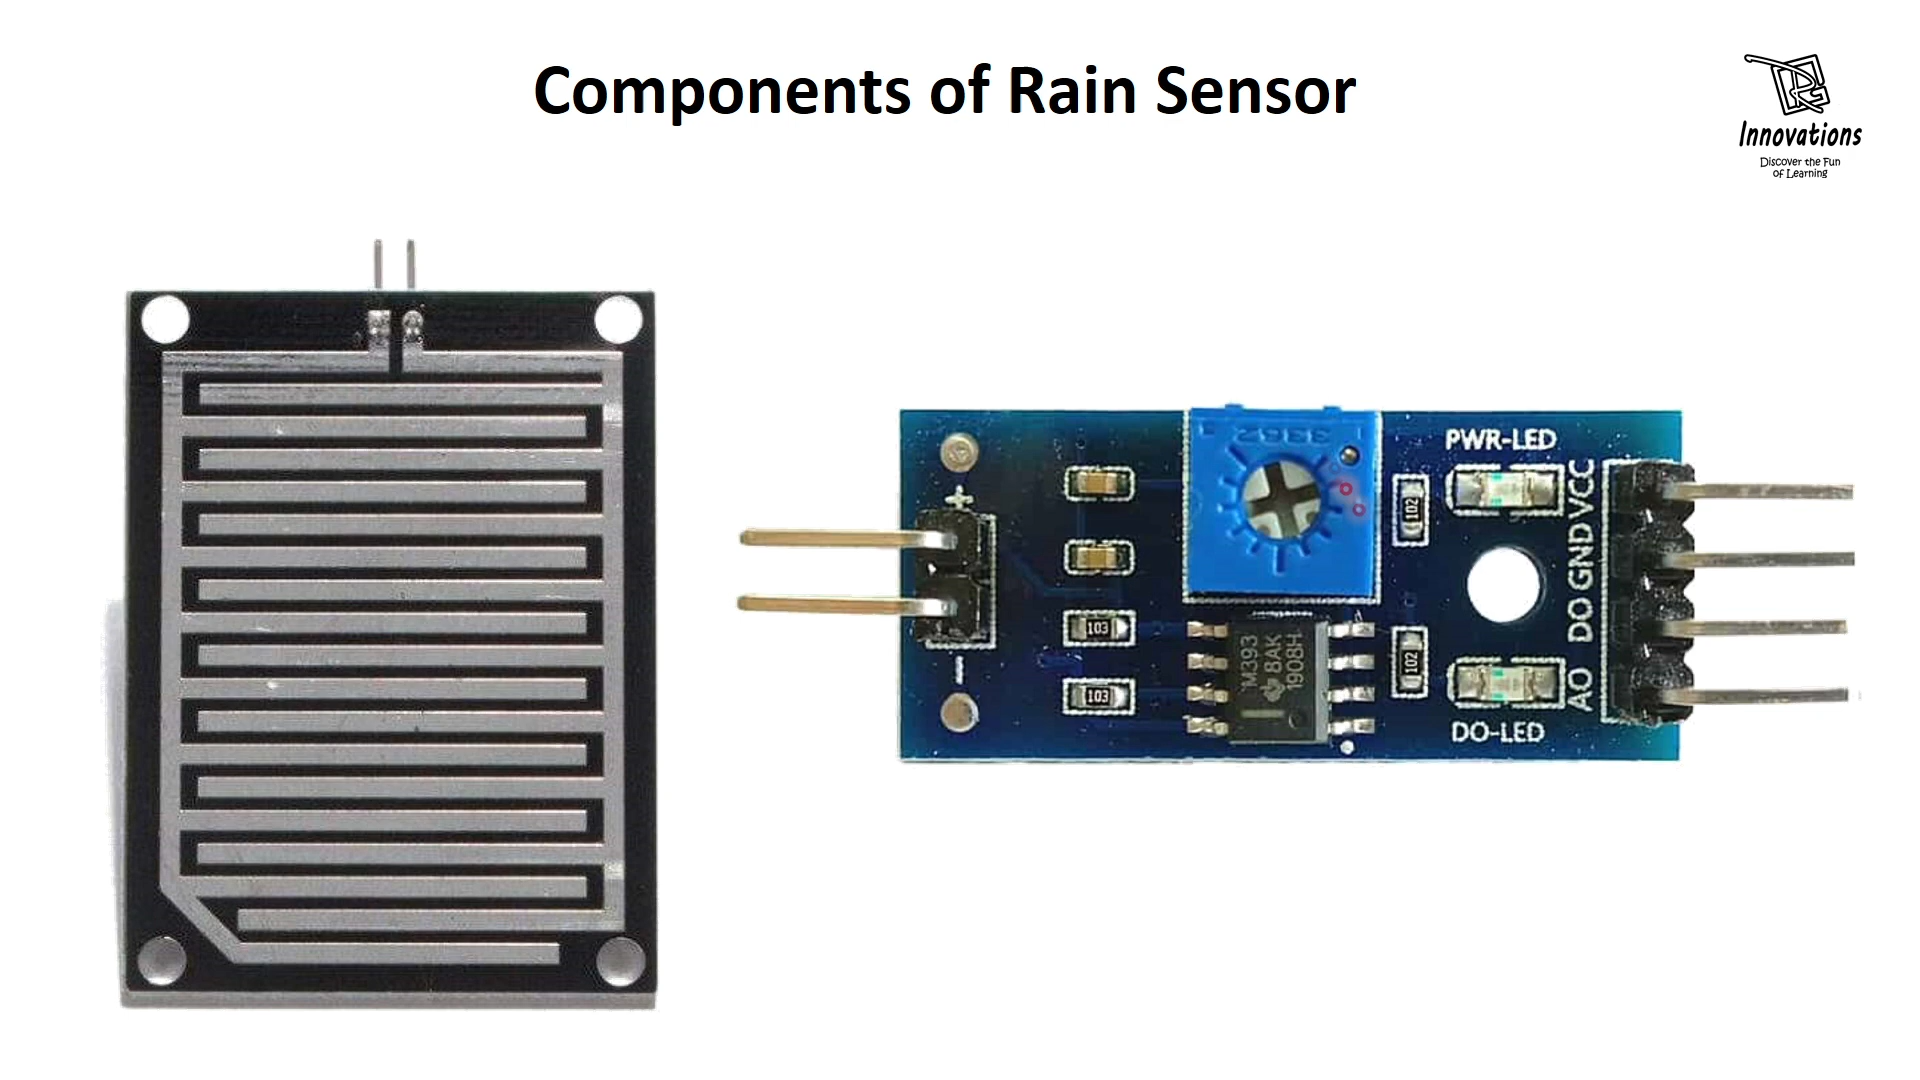 Components of Rain Sensor
Innovations
Discover the Fun
of Learning
PWR-LED
VCC
GND
DO
AO
DO-LED
+
-
3362
102
102
103
103
M393
8AK
1908H